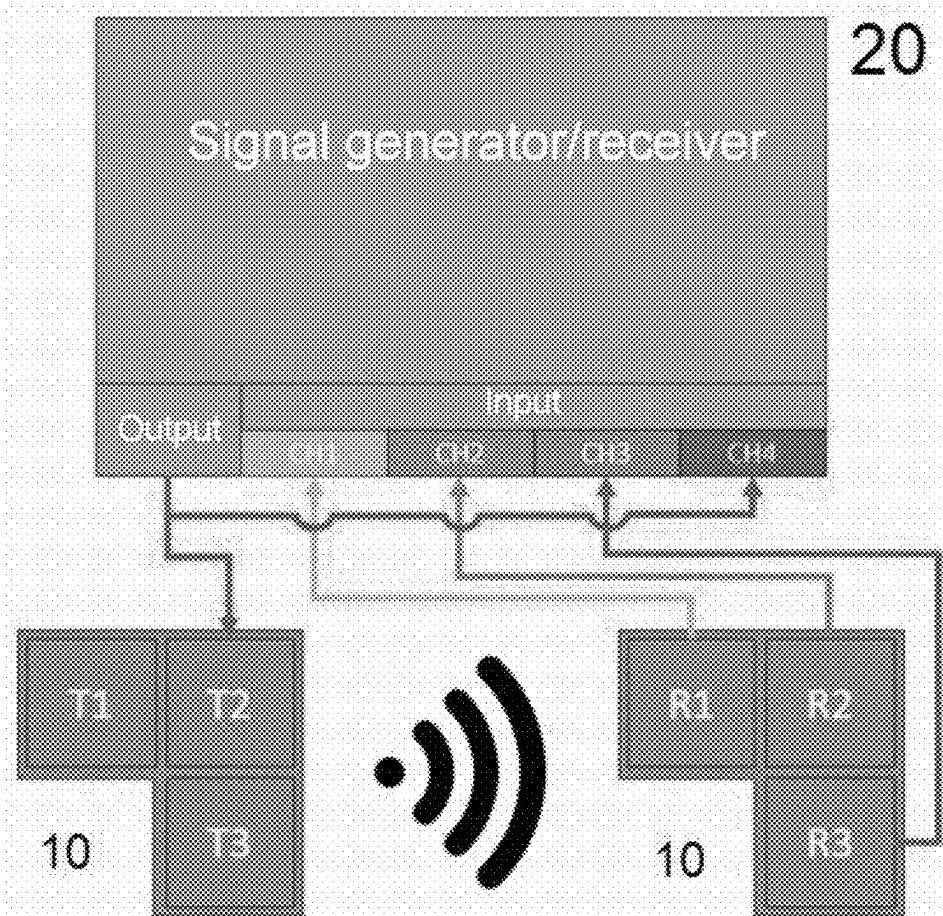 20
Signal generator/receiver
Output
Input
CH1 CH2 CH3 CH4
T1 T2
R1 R2
T3
R3
10
10